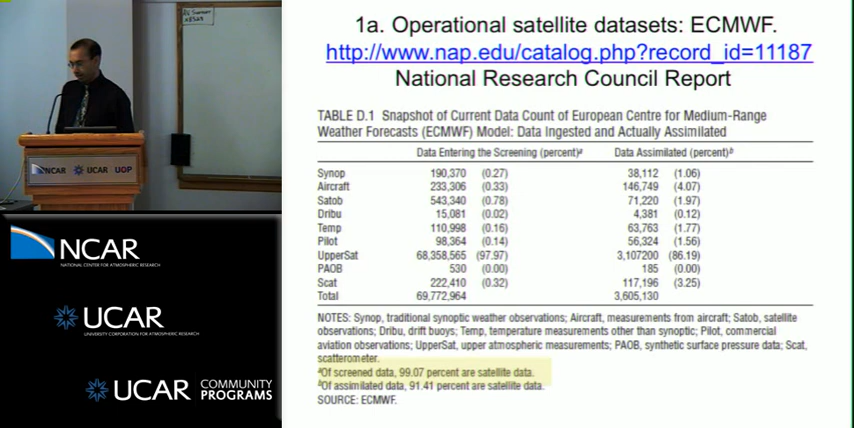 1a. Operational satellite datasets: ECMWF.
http://www.nap.edu/catalog.php?record_id=11187
National Research Council Report
TABLE D.1 Snapshot of Current Data Count of European Centre for Medium-Range
Weather Forecasts (ECMWF) Model: Data Ingested and Actually Assimilated
Data Entering the Screening (percent)a Data Assimilated (percent)b
Synop 190,370 (0.27) 38,112 (1.06)
Aircraft 233,306 (0.33) 146,749 (4.07)
Satob 543,340 (0.78) 71,220 (1.97)
Dribu 15,081 (0.02) 4,381 (0.12)
Temp 110,998 (0.16) 63,763 (1.77)
Pilot 98,364 (0.14) 56,324 (1.56)
UpperSat 68,358,565 (97.97) 3,107200 (86.19)
PAOB 530 (0.00) 185 (0.00)
Scat 222,410 (0.32) 117,196 (3.25)
Total 69,772,964 3,605,130
NOTES: Synop, traditional synoptic weather observations; Aircraft, measurements from aircraft; Satob, satellite
observations; Dribu, drift buoys; Temp, temperature measurements other than synoptic; Pilot, commercial
aviation observations; UpperSat, upper atmospheric measurements; PAOB, synthetic surface pressure data; Scat,
scatterometer.
aOf screened data, 99.07 percent are satellite data.
bOf assimilated data, 91.41 percent are satellite data.
SOURCE: ECMWF.
NCAR UCAR UOP
NCAR
NATIONAL CENTER FOR ATMOSPHERIC RESEARCH
UCAR
UNIVERSITY CORPORATION FOR ATMOSPHERIC RESEARCH
UCAR COMMUNITY
PROGRAMS